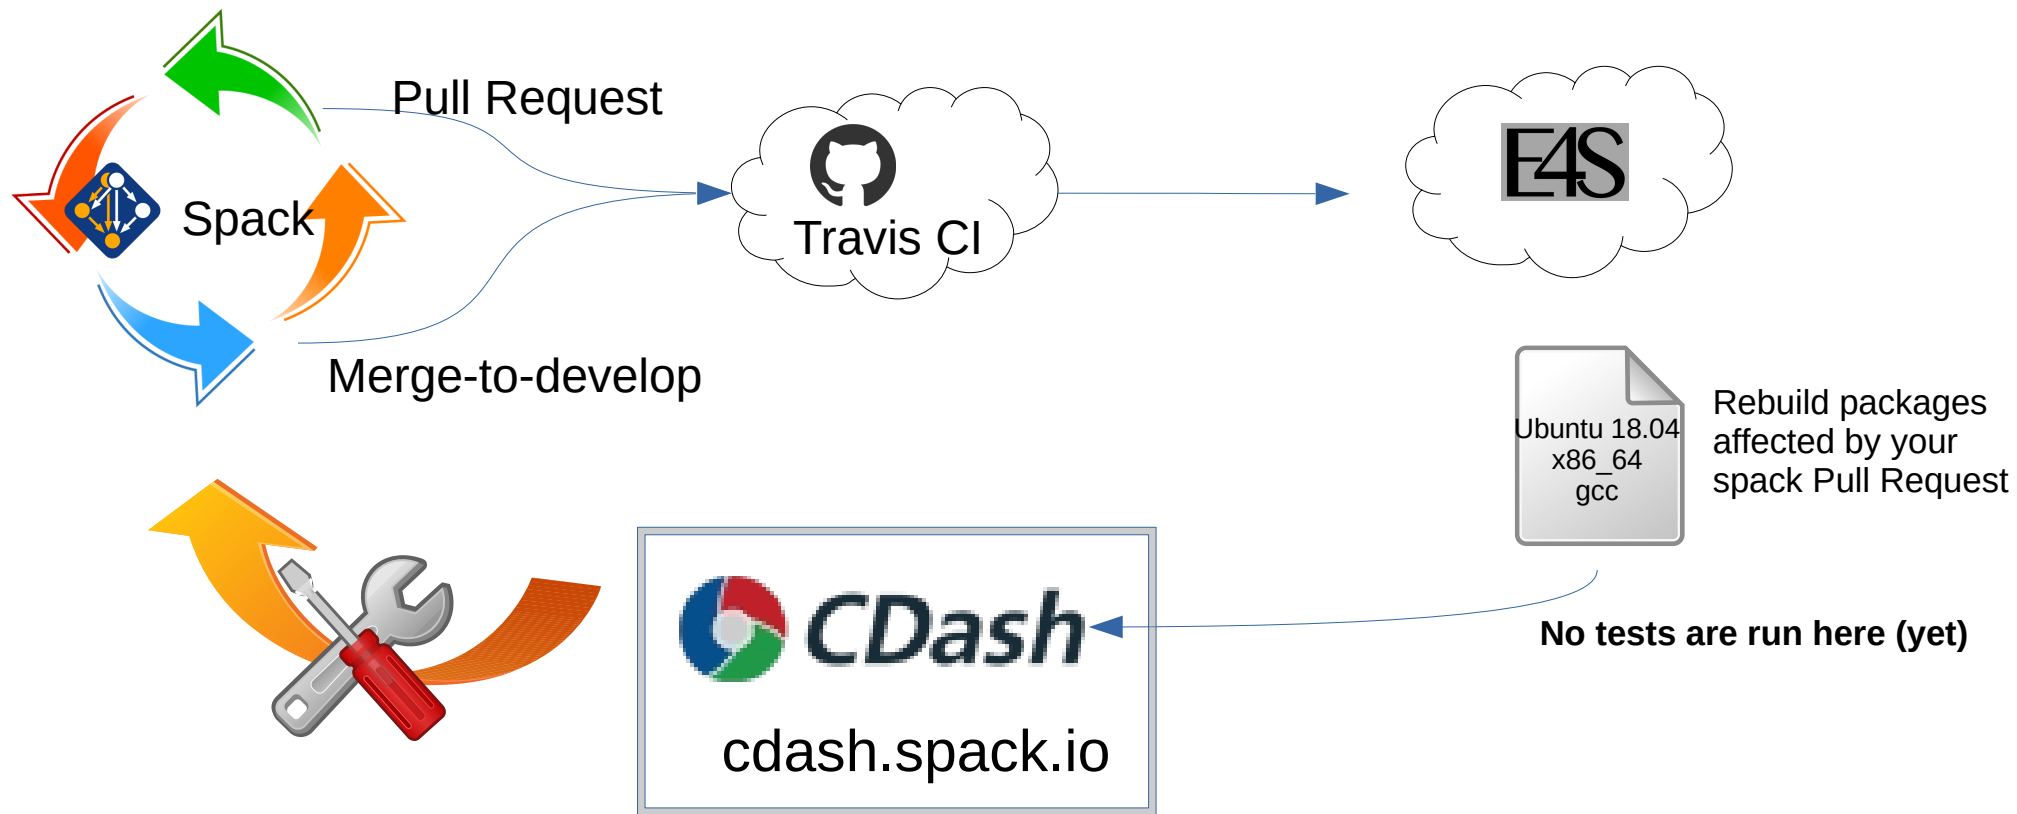 Pull Request
Spack
Travis CI
E4S
Merge-to-develop
Ubuntu 18.04
x86_64
gcc
Rebuild packages
affected by your
spack Pull Request
CDash
cdash.spack.io
No tests are run here (yet)